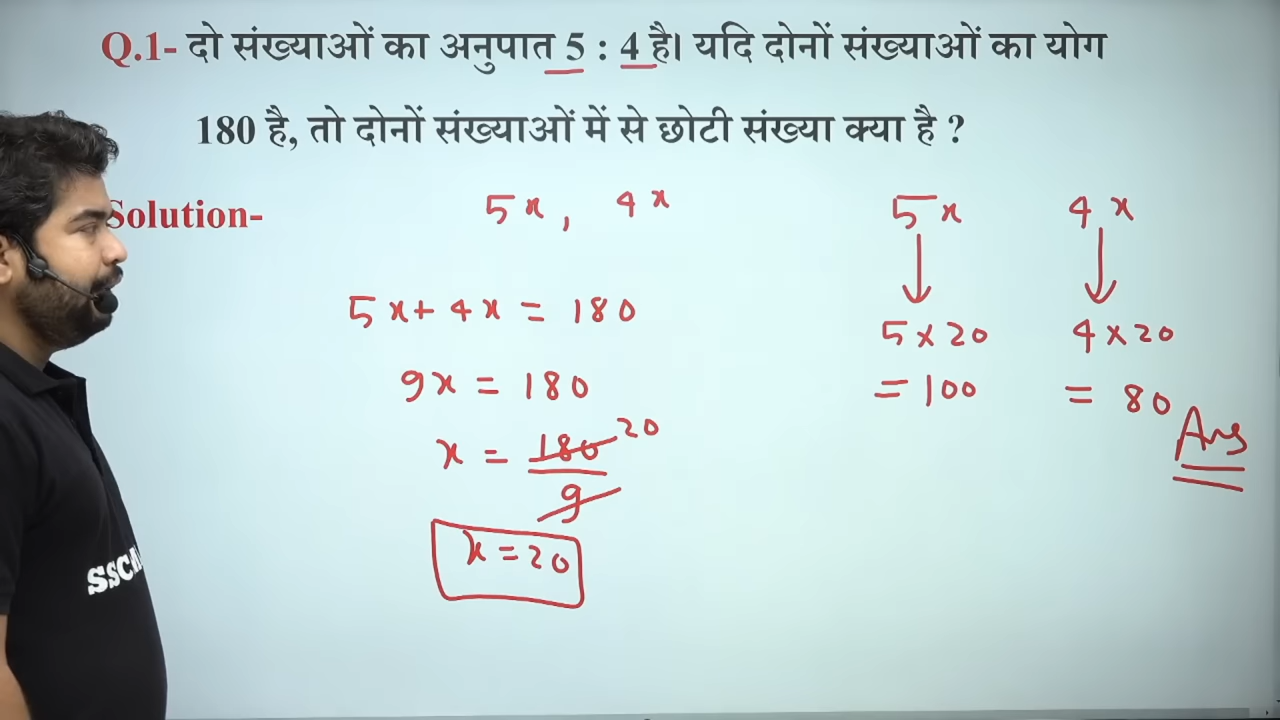 Q.1- दो संख्याओं का अनुपात 5 : 4 है। यदि दोनों संख्याओं का योग
180 है, तो दोनों संख्याओं में से छोटी संख्या क्या है ?
Solution-
5x, 4x
5x+ 4x = 180
9x = 180
x = 180/9 20
x = 20
5x 4x
5×20 4×20
= 100 = 80 Ans